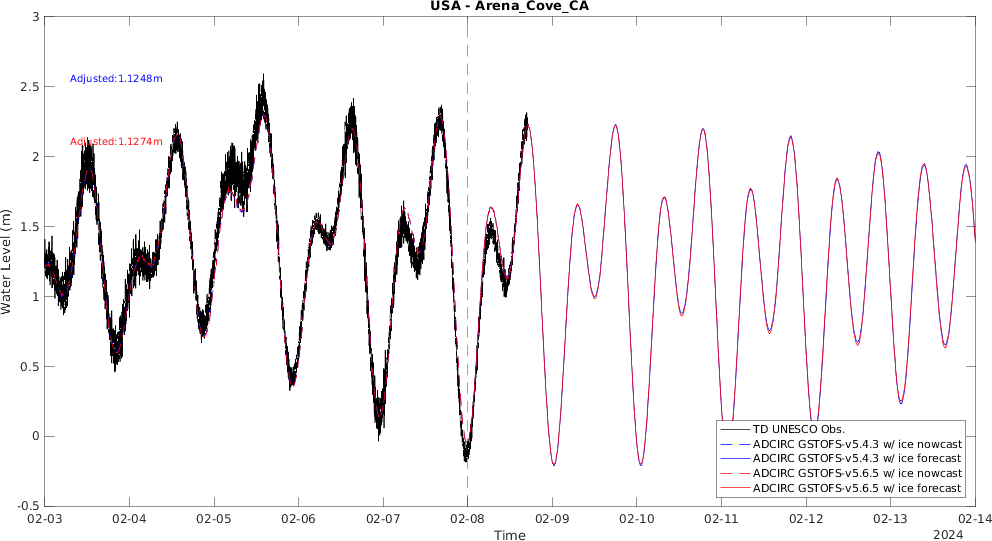 USA - Arena_Cove_CA
3
2.5
2
1.5
1
0.5
0
-0.5
Water Level (m)
Adjusted:1.1248m
Adjusted:1.1274m
TD UNESCO Obs.
ADCIRC GSTOFS-v5.4.3 w/ ice nowcast
ADCIRC GSTOFS-v5.4.3 w/ ice forecast
ADCIRC GSTOFS-v5.6.5 w/ ice nowcast
ADCIRC GSTOFS-v5.6.5 w/ ice forecast
02-03 02-04 02-05 02-06 02-07 02-08 02-09 02-10 02-11 02-12 02-13 02-14
Time
2024